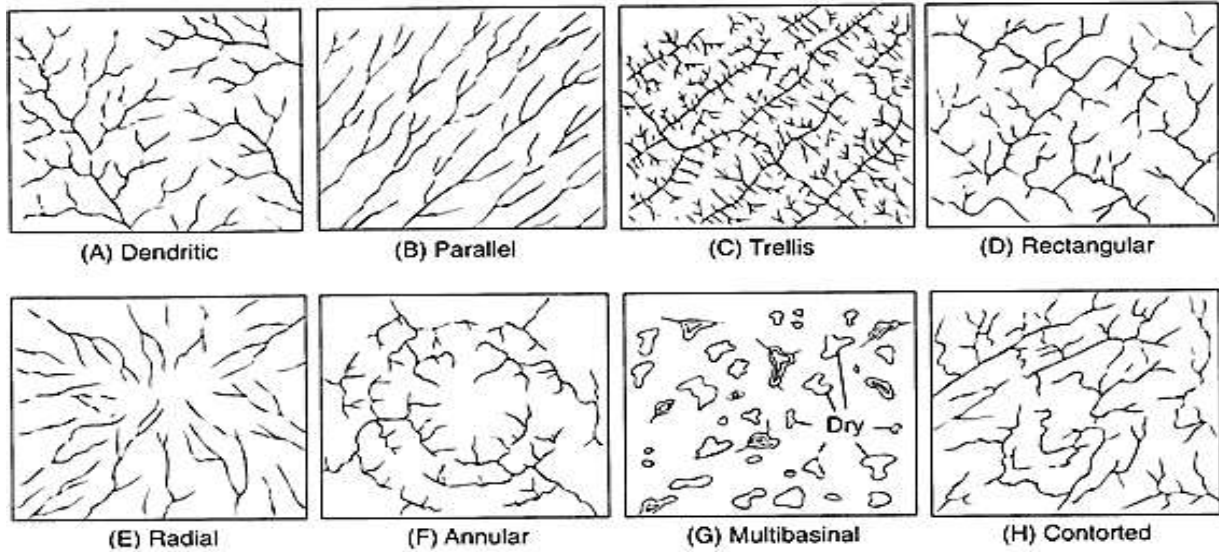 (A) Dendritic
(B) Parallel
(C) Trellis
(D) Rectangular
Dry
(E) Radial
(F) Annular
(G) Multibasinal
(H) Contorted